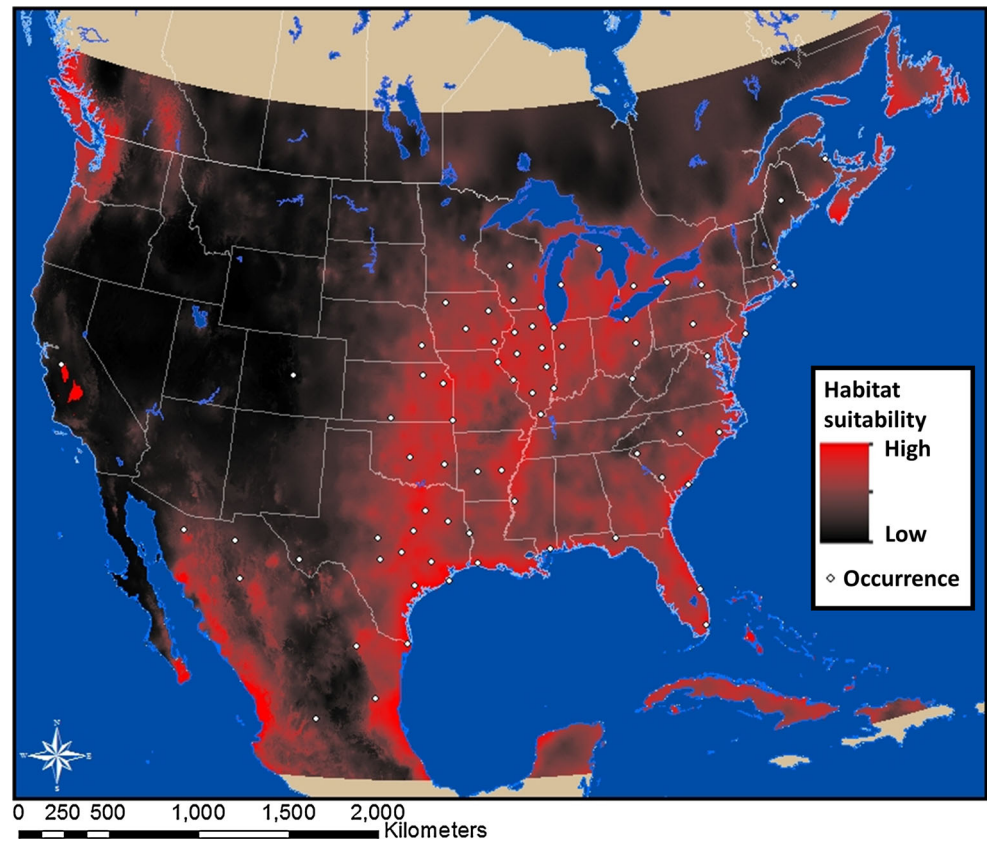 N
W E
S
Habitat
suitability
High
Low
Occurrence
0 250 500 1,000 1,500 2,000
Kilometers